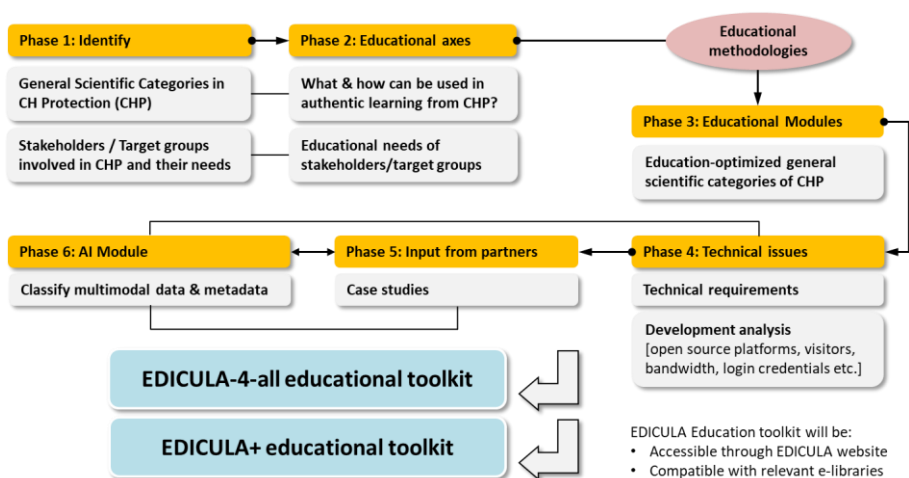 Phase 1: Identify
Phase 2: Educational axes
Educational
methodologies
General Scientific Categories in
CH Protection (CHP)
What & how can be used in
authentic learning from CHP?
Phase 3: Educational Modules
Stakeholders / Target groups
involved in CHP and their needs
Educational needs of
stakeholders/target groups
Education-optimized general
scientific categories of CHP
Phase 6: AI Module
Phase 5: Input from partners
Phase 4: Technical issues
Classify multimodal data & metadata
Case studies
Technical requirements
Development analysis
[open source platforms, visitors,
bandwidth, login credentials etc.]
EDICULA-4-all educational toolkit
EDICULA+ educational toolkit
EDICULA Education toolkit will be:
• Accessible through EDICULA website
• Compatible with relevant e-libraries